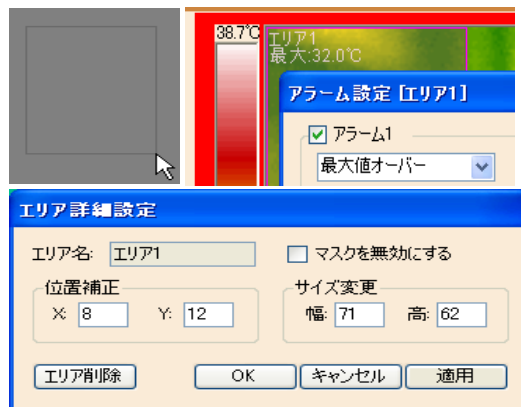 38.7℃
エリア1
最大:32.0℃
アラーム設定 [エリア1]
アラーム1
最大値オーバー
エリア詳細設定
エリア名: エリア1 マスクを無効にする
位置補正 サイズ変更
X: 8 Y: 12 幅: 71 高: 62
エリア削除 OK キャンセル 適用